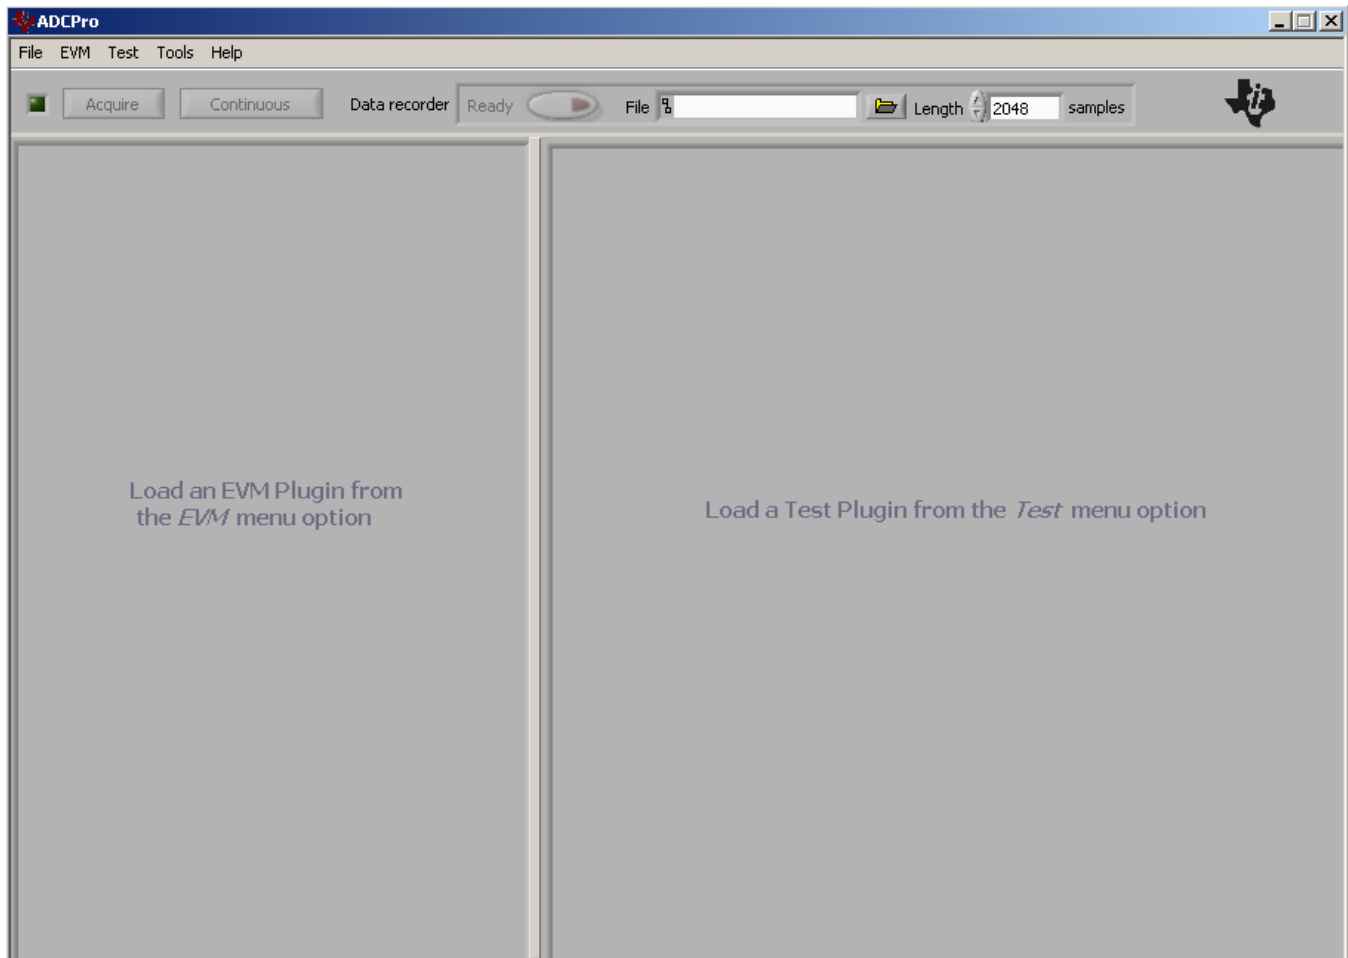 ADCPro
File EVM Test Tools Help
Acquire Continuous Data recorder Ready File Length 2048 samples
Load an EVM Plugin from
the EVM menu option
Load a Test Plugin from the Test menu option